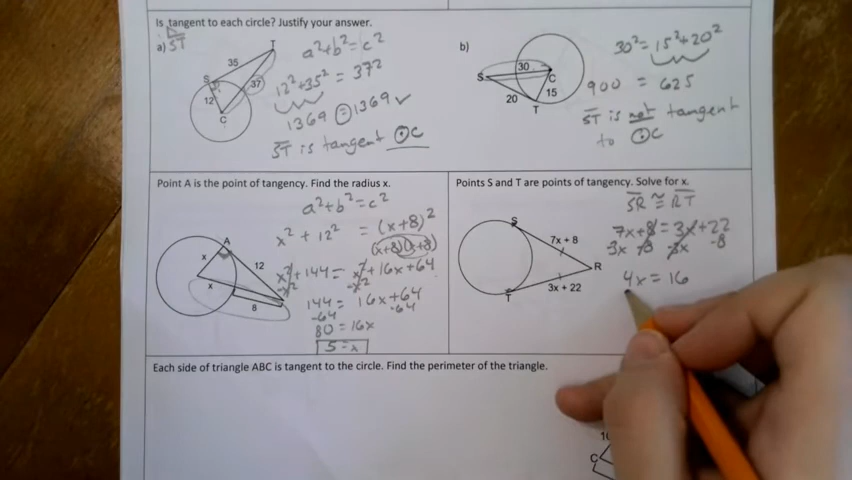 Is tangent to each circle? Justify your answer.
ST
a)
T
35
S
37
12
C
a²+b²=c²
12²+35² = 37²
1369 = 1369 ✓
ST is tangent ⊙C
b)
S
30
C
15
20
T
30² = 15²+20²
900 = 625
ST is not tangent
to ⊙C
Point A is the point of tangency. Find the radius x.
A
x
12
x
8
a²+b²=c²
x² + 12² = (x+8)²
(x+8)(x+8)
x²+144 = x²+16x+64
-x² -x²
144 = 16x+64
-64 -64
80 = 16x
5 = x
Points S and T are points of tangency. Solve for x.
S
7x + 8
R
3x + 22
T
SR ≅ RT
7x+8 = 3x+22
3x -8 -3x -8
4x = 16
Each side of triangle ABC is tangent to the circle. Find the perimeter of the triangle.
10
C